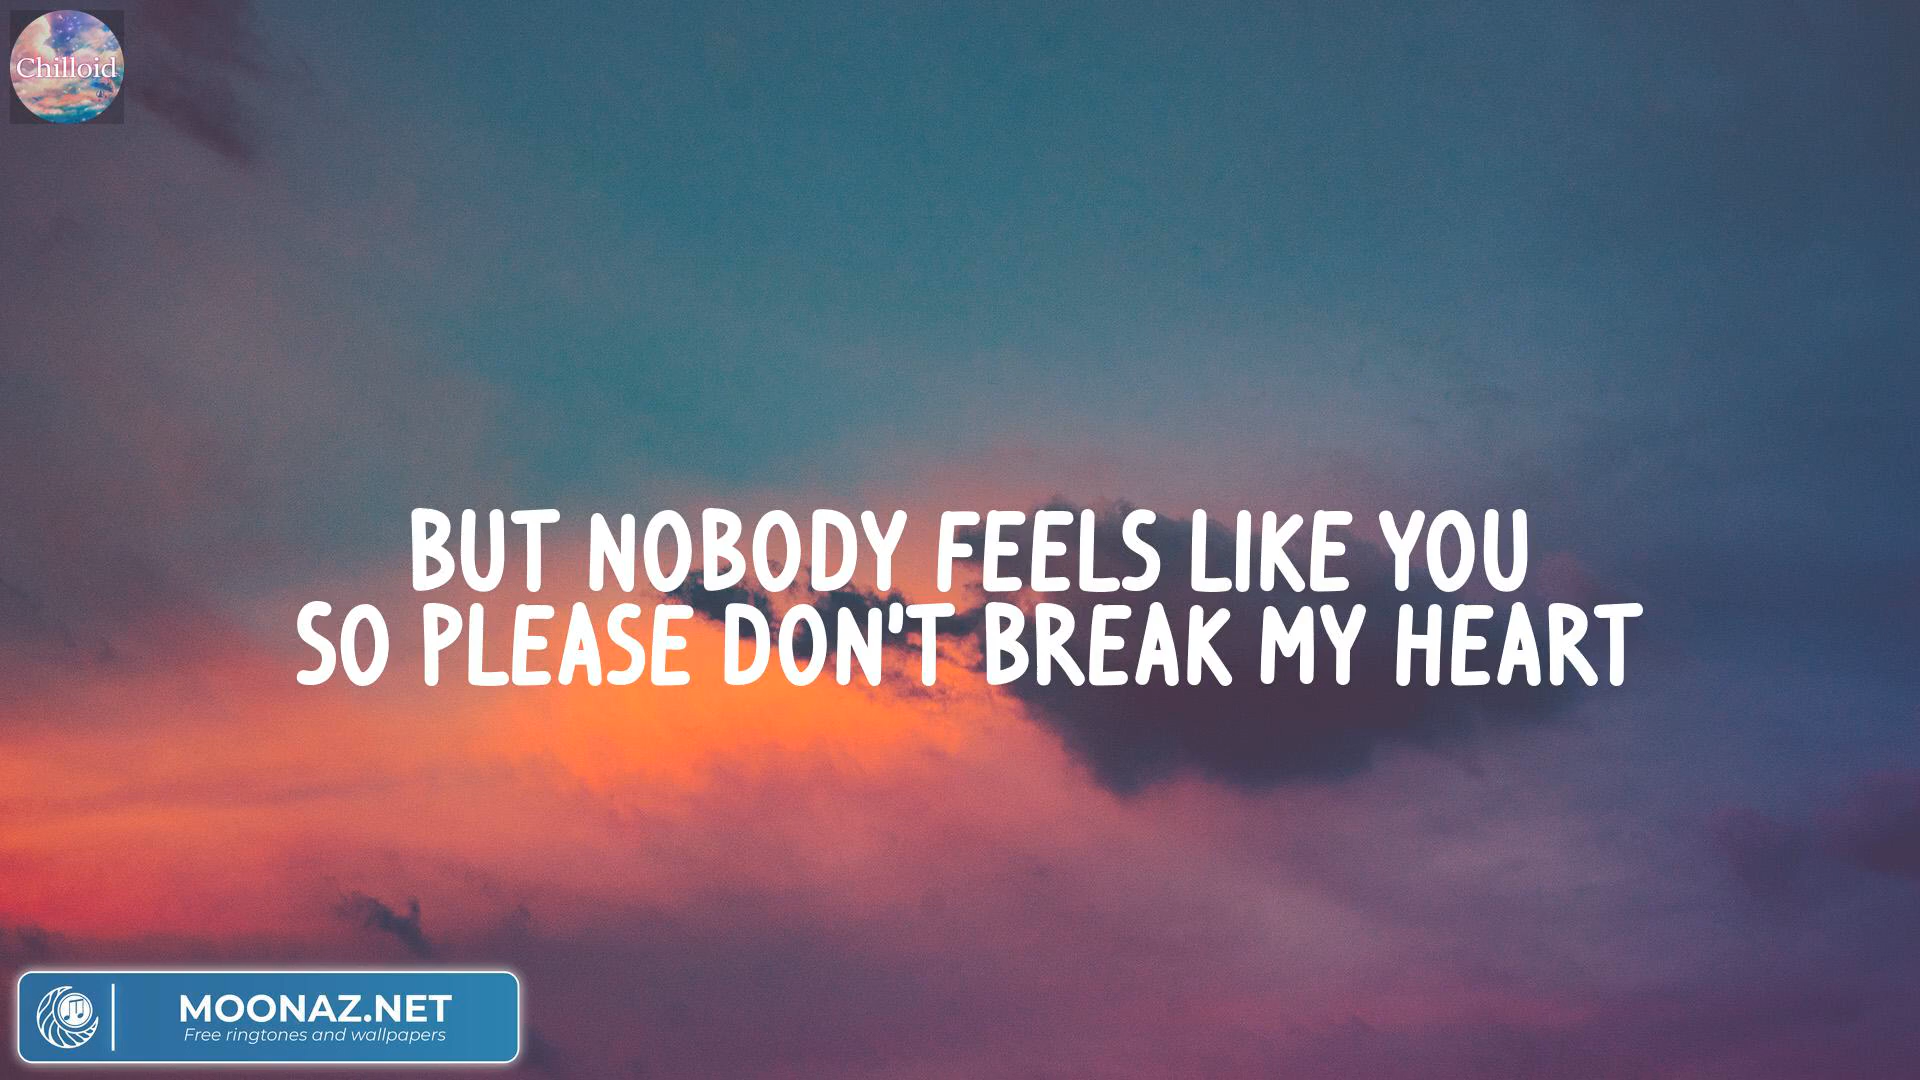 Chilloid
BUT NOBODY FEELS LIKE YOU
SO PLEASE DON'T BREAK MY HEART
MOONAZ.NET
Free ringtones and wallpapers